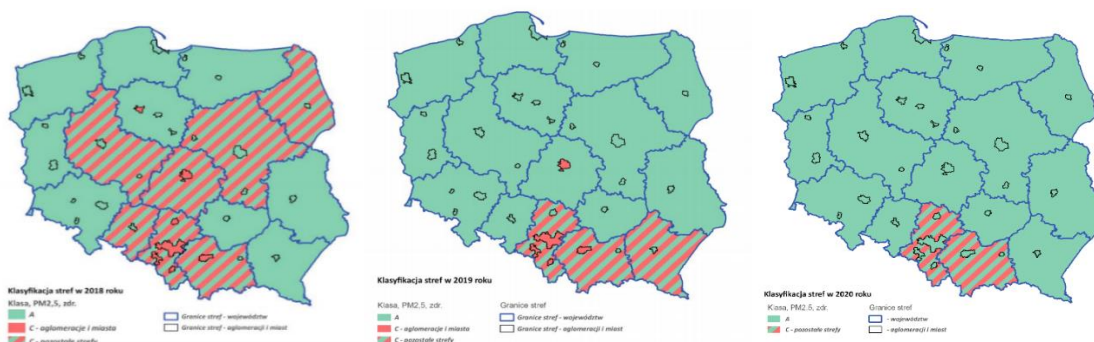 Klasyfikacja stref w 2018 roku
Klasa, PM2,5, zdr.
A
C - aglomeracje i miasta
C - pozostałe strefy
Granice stref - województw
Granice stref - aglomeracji i miast
Klasyfikacja stref w 2019 roku
Klasa, PM2.5, zdr.
A
C - aglomeracje i miasta
C - pozostałe strefy
Granice stref
Granice stref - województw
Granice stref - aglomeracji i miast
Klasyfikacja stref w 2020 roku
Klasa, PM2.5, zdr.
A
C - pozostałe strefy
Granice stref
- województw
- aglomeracji i miast